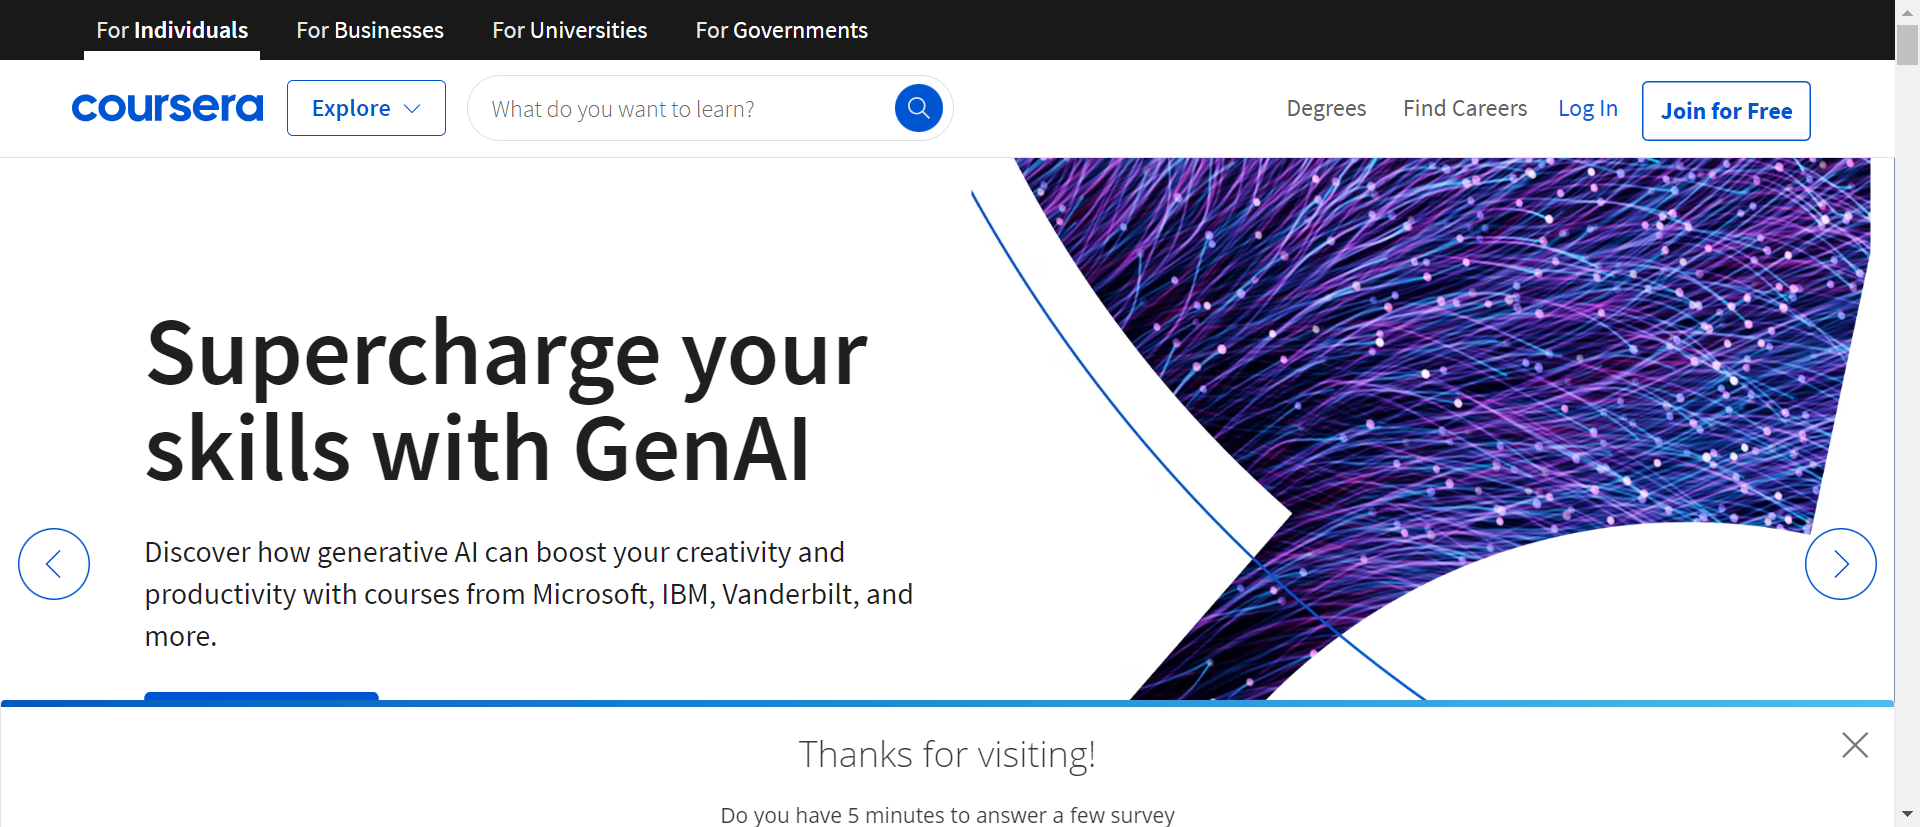 For Individuals
For Businesses
For Universities
For Governments
coursera
Explore
What do you want to learn?
Degrees
Find Careers
Log In
Join for Free
Supercharge your
skills with GenAI
Discover how generative AI can boost your creativity and
productivity with courses from Microsoft, IBM, Vanderbilt, and
more.
Thanks for visiting!
Do you have 5 minutes to answer a few survey